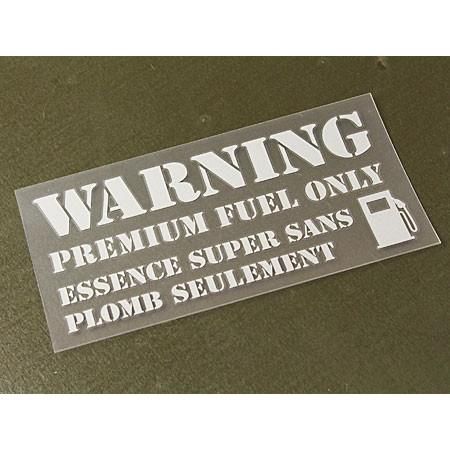 WARNING
PREMIUM FUEL ONLY
ESSENCE SUPER SANS
PLOMB SEULEMENT